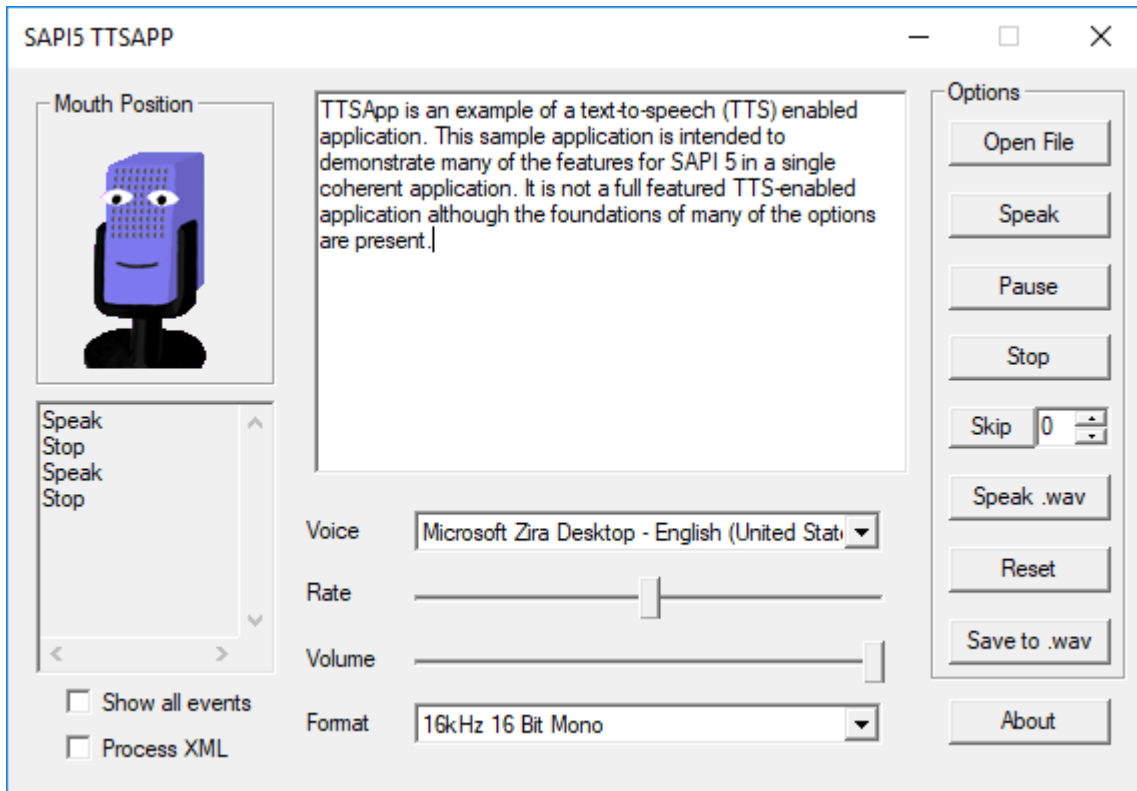 SAPI5 TTSAPP
Mouth Position
TTSApp is an example of a text-to-speech (TTS) enabled
application. This sample application is intended to
demonstrate many of the features for SAPI 5 in a single
coherent application. It is not a full featured TTS-enabled
application although the foundations of many of the options
are present.
Speak
Stop
Speak
Stop
Show all events
Process XML
Voice
Microsoft Zira Desktop - English (United State
Rate
Volume
Format
16kHz 16 Bit Mono
Options
Open File
Speak
Pause
Stop
Skip 0
Speak .wav
Reset
Save to .wav
About